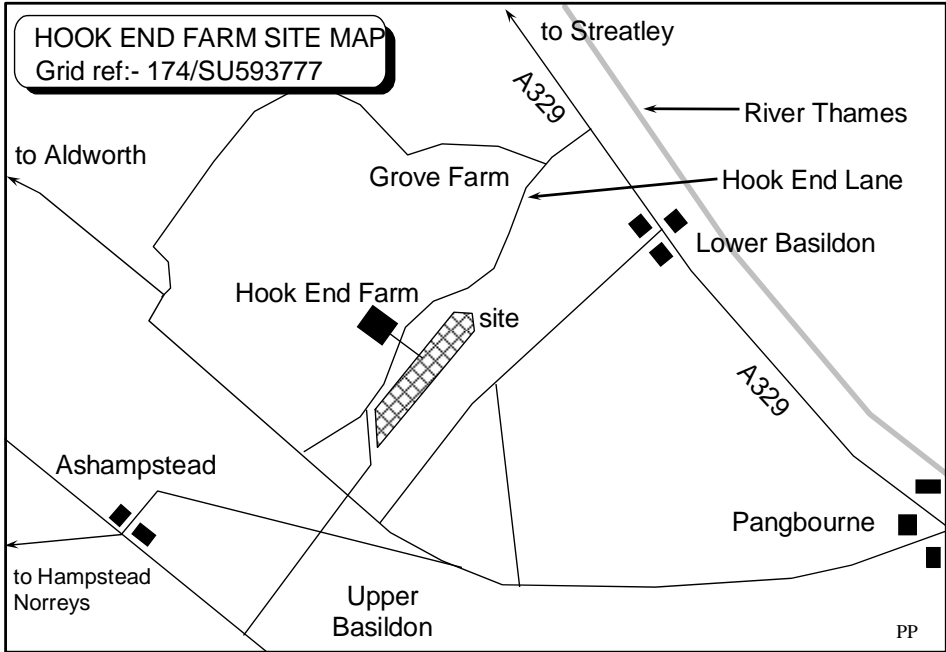 HOOK END FARM SITE MAP
Grid ref:- 174/SU593777
to Streatley
A329
River Thames
to Aldworth
Grove Farm
Hook End Lane
Lower Basildon
Hook End Farm
site
A329
Ashampstead
Pangbourne
to Hampstead
Norreys
Upper
Basildon
PP